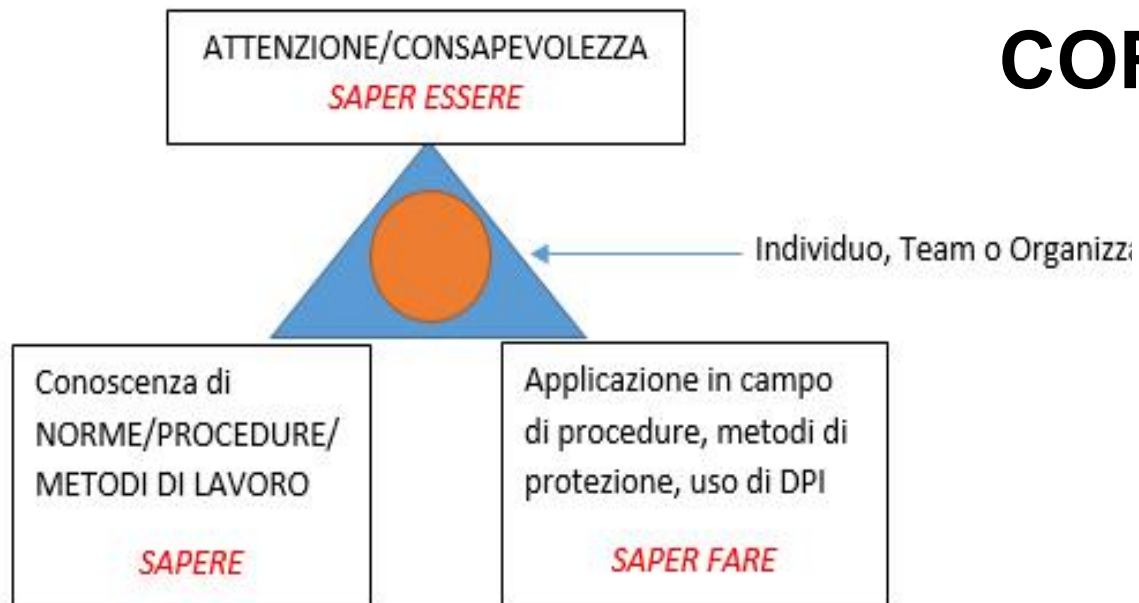 ATTENZIONE/CONSAPEVOLEZZA
SAPER ESSERE
Individuo, Team o
Conoscenza di
NORME/PROCEDURE/
METODI DI LAVORO
SAPERE
Applicazione in campo
di procedure, metodi di
protezione, uso di DPI
SAPER FARE